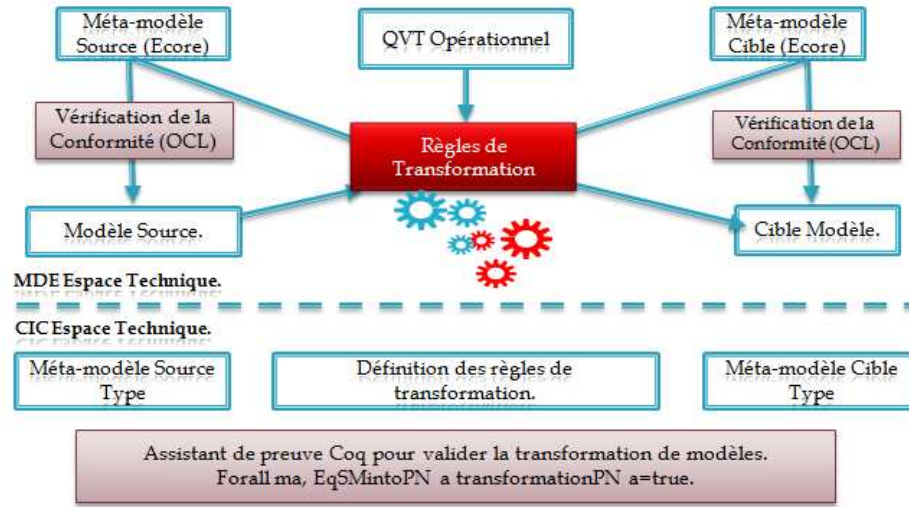 Méta-modèle
Source (Ecore)
QVT Opérationnel
Méta-modèle
Cible (Ecore)
Vérification de la
Conformité (OCL)
Règles de
Transformation
Vérification de la
Conformité (OCL)
Modèle Source.
Cible Modèle.
MDE Espace Technique.
CIC Espace Technique.
Méta-modèle Source
Type
Définition des règles de
transformation.
Méta-modèle Cible
Type
Assistant de preuve Coq pour valider la transformation de modèles.
Forall ma, EqSMintoPN a transformationPN a=true.